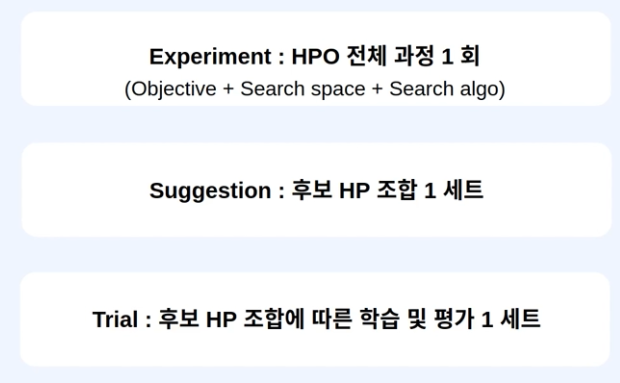 Experiment : HPO 전체 과정 1 회
(Objective + Search space + Search algo)
Suggestion : 후보 HP 조합 1 세트
Trial : 후보 HP 조합에 따른 학습 및 평가 1 세트